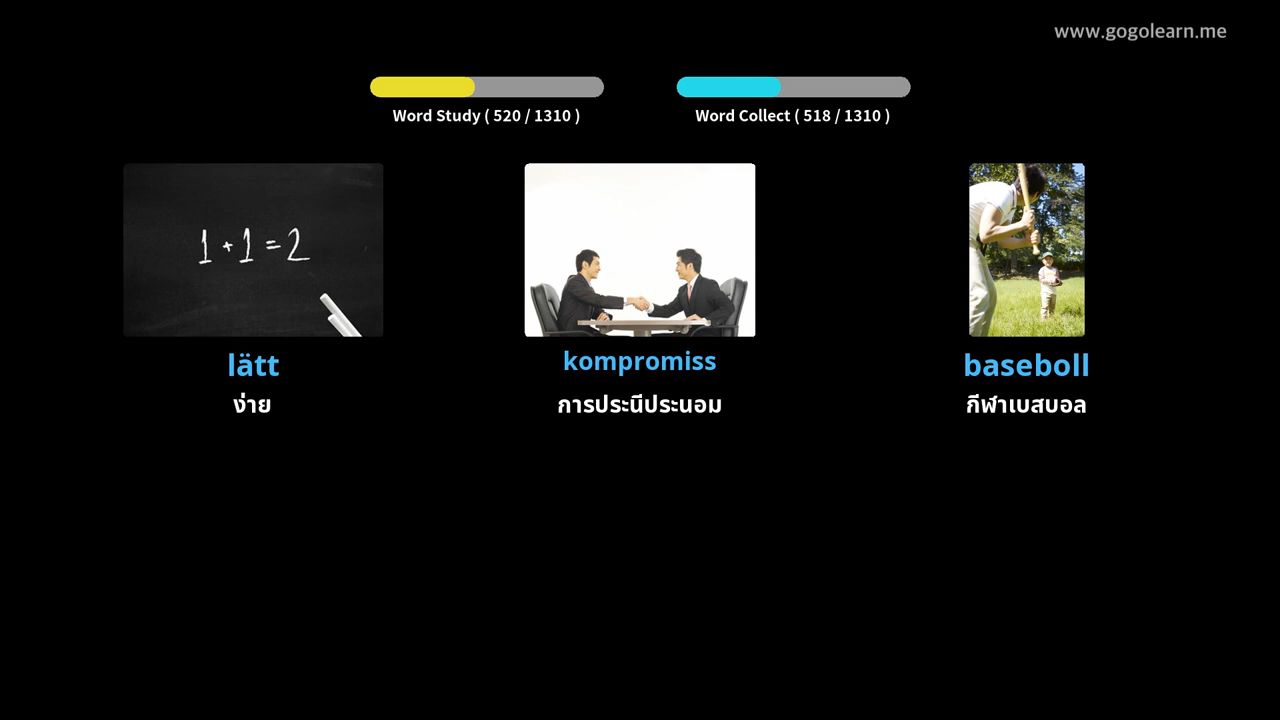 www.gogolearn.me
Word Study ( 520 / 1310 )
Word Collect ( 518 / 1310 )
1 + 1 = 2
lätt
ง่าย
kompromiss
การประนีประนอม
baseboll
กีฬาเบสบอล